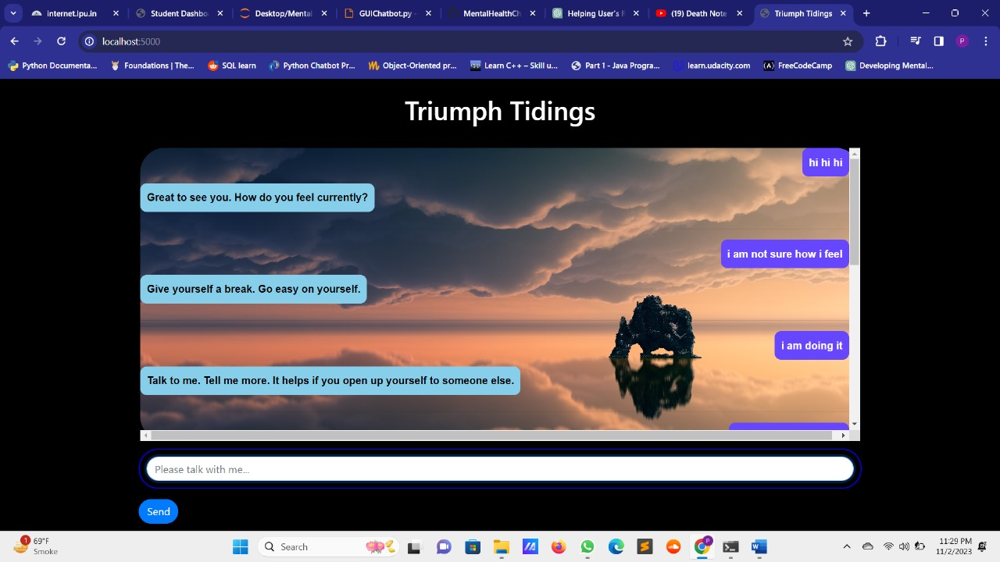 internet.lpu.in
Student Dashbo
Desktop/Mental
GUIChatbot.py -
MentalHealthCh
Helping User's R
(19) Death Note
Triumph Tidings
localhost:5000
P
Python Documenta...
Foundations | The...
SQL learn
Python Chatbot Pr...
Object-Oriented pr...
Learn C++ – Skill u...
Part 1 - Java Progra...
learn.udacity.com
(A) FreeCodeCamp
Developing Mental...
Triumph Tidings
hi hi hi
Great to see you. How do you feel currently?
i am not sure how i feel
Give yourself a break. Go easy on yourself.
i am doing it
Talk to me. Tell me more. It helps if you open up yourself to someone else.
Please talk with me...
Send
1
69°F
Smoke
Search
P
11:29 PM
11/2/2023